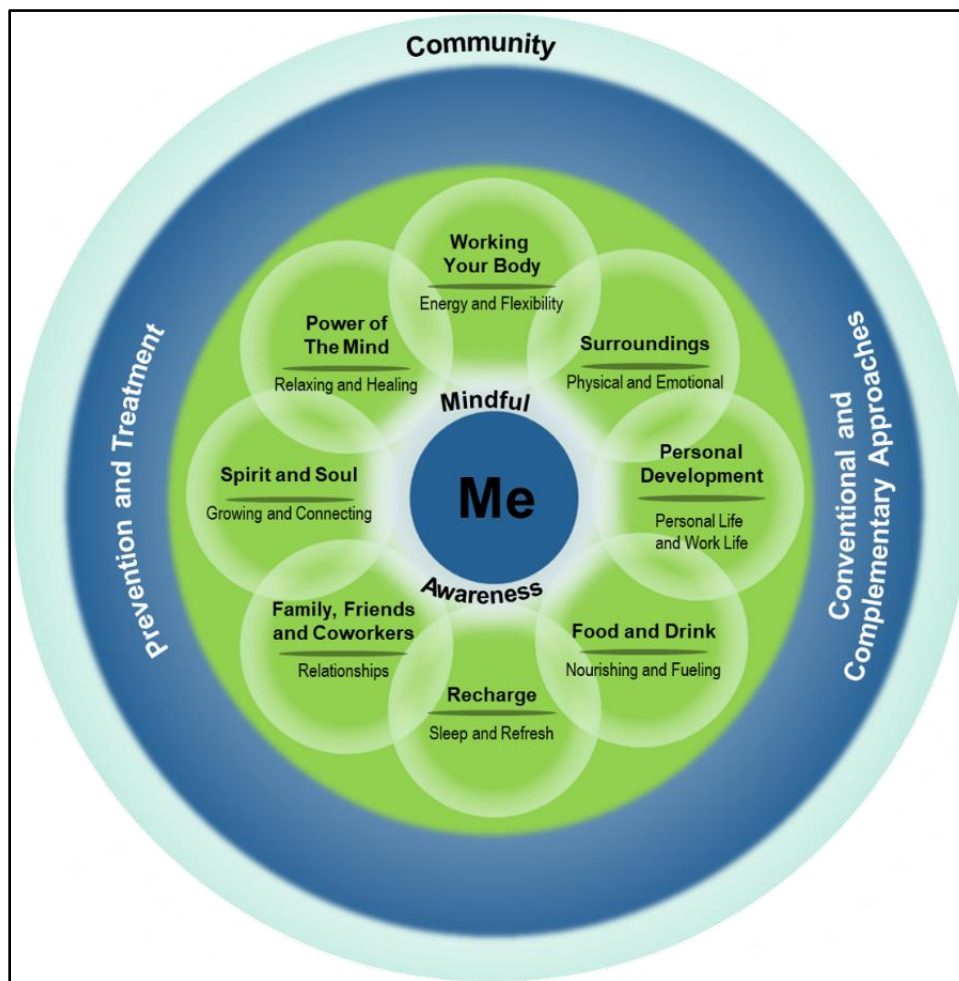 Community
Working
Your Body
Energy and Flexibility
Power of
The Mind
Relaxing and Healing
Surroundings
Physical and Emotional
Mindful
Me
Awareness
Spirit and Soul
Growing and Connecting
Personal
Development
Personal Life
and Work Life
Family, Friends
and Coworkers
Relationships
Food and Drink
Nourishing and Fueling
Recharge
Sleep and Refresh
Prevention and Treatment
Conventional and
Complementary Approaches